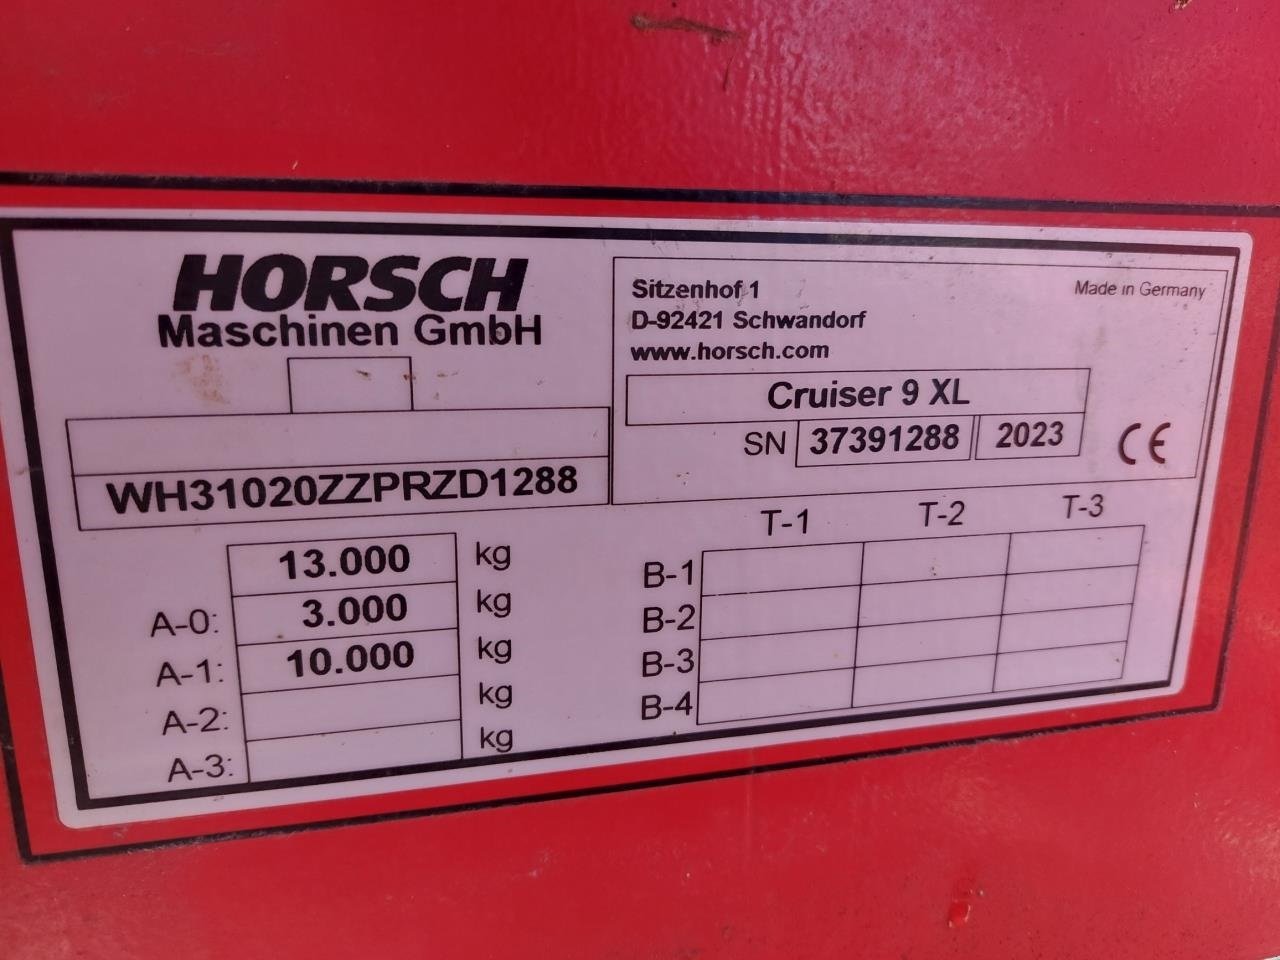 HORSCH
Maschinen GmbH
WH31020ZZPRZD1288
13.000 kg
A-0: 3.000 kg
A-1: 10.000 kg
A-2: kg
A-3: kg
Sitzenhof 1
Made in Germany
D-92421 Schwandorf
www.horsch.com
Cruiser 9 XL
SN 37391288 2023 CE
T-1 T-2 T-3
B-1
B-2
B-3
B-4